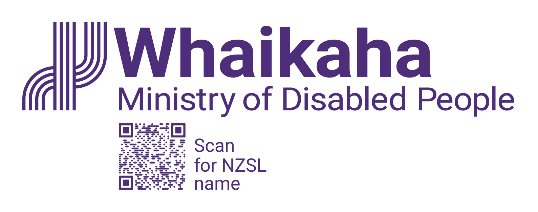 Whaikaha
Ministry of Disabled People
Scan
for NZSL
name